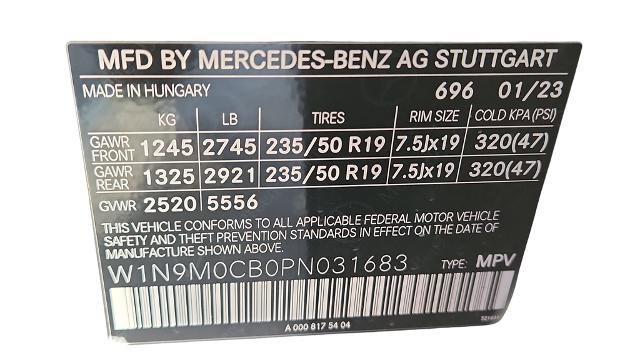 MFD BY MERCEDES-BENZ AG STUTTGART
MADE IN HUNGARY 696 01/23
KG LB TIRES RIM SIZE COLD KPA (PSI)
GAWR FRONT 1245 2745 235/50 R19 7.5Jx19 320(47)
GAWR REAR 1325 2921 235/50 R19 7.5Jx19 320(47)
GVWR 2520 5556
THIS VEHICLE CONFORMS TO ALL APPLICABLE FEDERAL MOTOR VEHICLE
SAFETY AND THEFT PREVENTION STANDARDS IN EFFECT ON THE DATE OF
MANUFACTURE SHOWN ABOVE.
W1N9M0CB0PN031683 TYPE: MPV
A 000 817 54 04